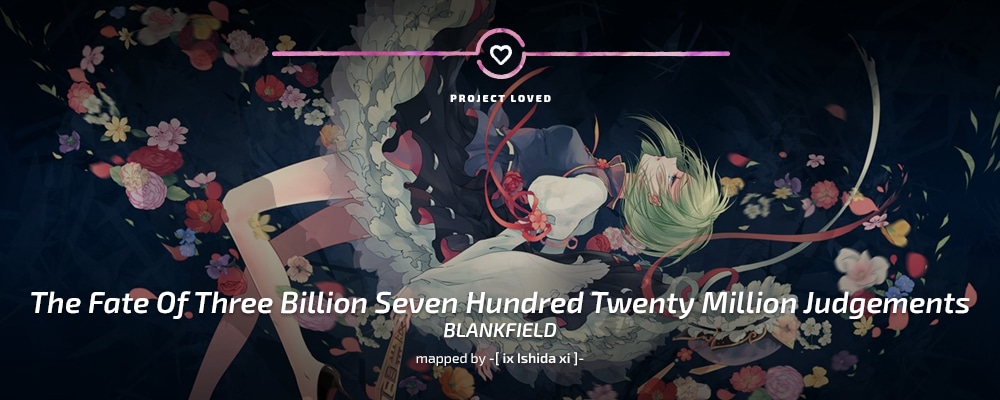 PROJECT LOVED
The Fate Of Three Billion Seven Hundred Twenty Million Judgements
BLANKFIELD
mapped by -[ ix Ishida xi ]-